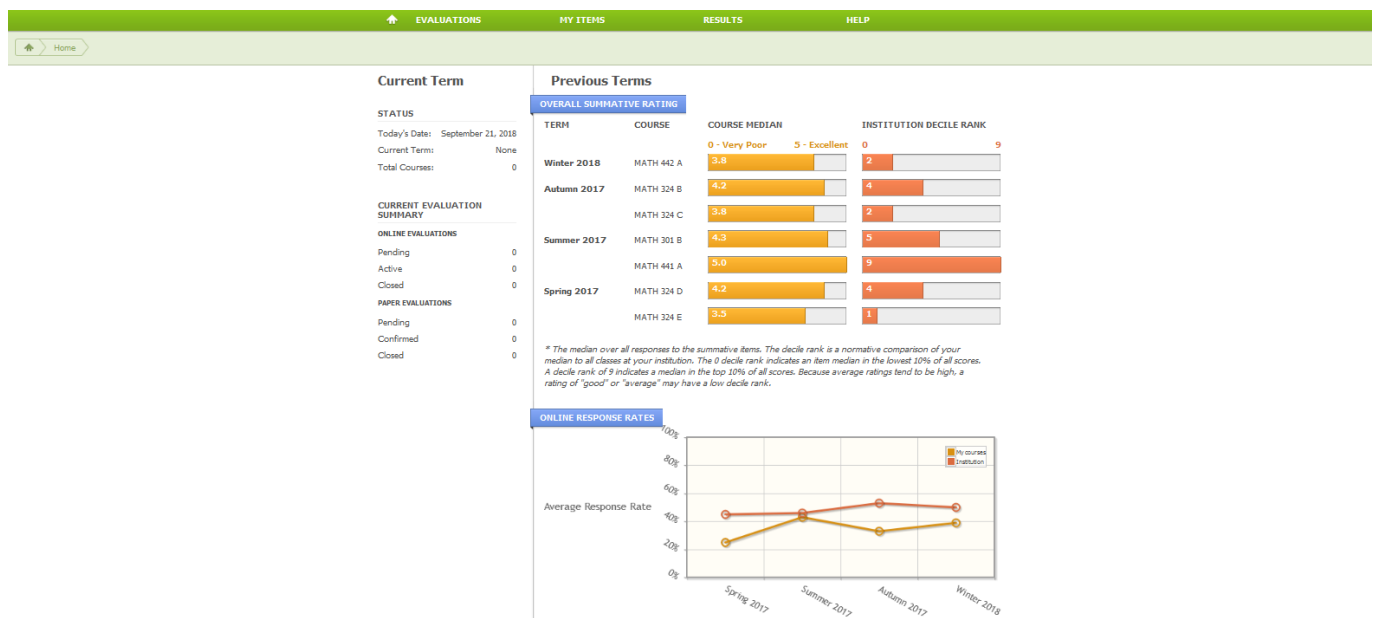 EVALUATIONS MY ITEMS RESULTS HELP
Home
Current Term
STATUS
Today's Date: September 21, 2018
Current Term: None
Total Courses: 0
CURRENT EVALUATION
SUMMARY
ONLINE EVALUATIONS
Pending 0
Active 0
Closed 0
PAPER EVALUATIONS
Pending 0
Confirmed 0
Closed 0
Previous Terms
OVERALL SUMMATIVE RATING
TERM COURSE COURSE MEDIAN INSTITUTION DECILE RANK
0 - Very Poor 5 - Excellent 0 9
Winter 2018 MATH 442 A 3.8 2
Autumn 2017 MATH 324 B 4.2 4
MATH 324 C 3.8 2
Summer 2017 MATH 301 B 4.3 5
MATH 441 A 5.0 9
Spring 2017 MATH 324 D 4.2 4
MATH 324 E 3.5 1
* The median over all responses to the summative items. The decile rank is a normative comparison of your
median to all classes at your institution. The 0 decile rank indicates an item median in the lowest 10% of all scores.
A decile rank of 9 indicates a median in the top 10% of all scores. Because average ratings tend to be high, a
rating of "good" or "average" may have a low decile rank.
ONLINE RESPONSE RATES
Average Response Rate
100%
80%
60%
40%
20%
0%
My courses
Institution
Spring 2017 Summer 2017 Autumn 2017 Winter 2018